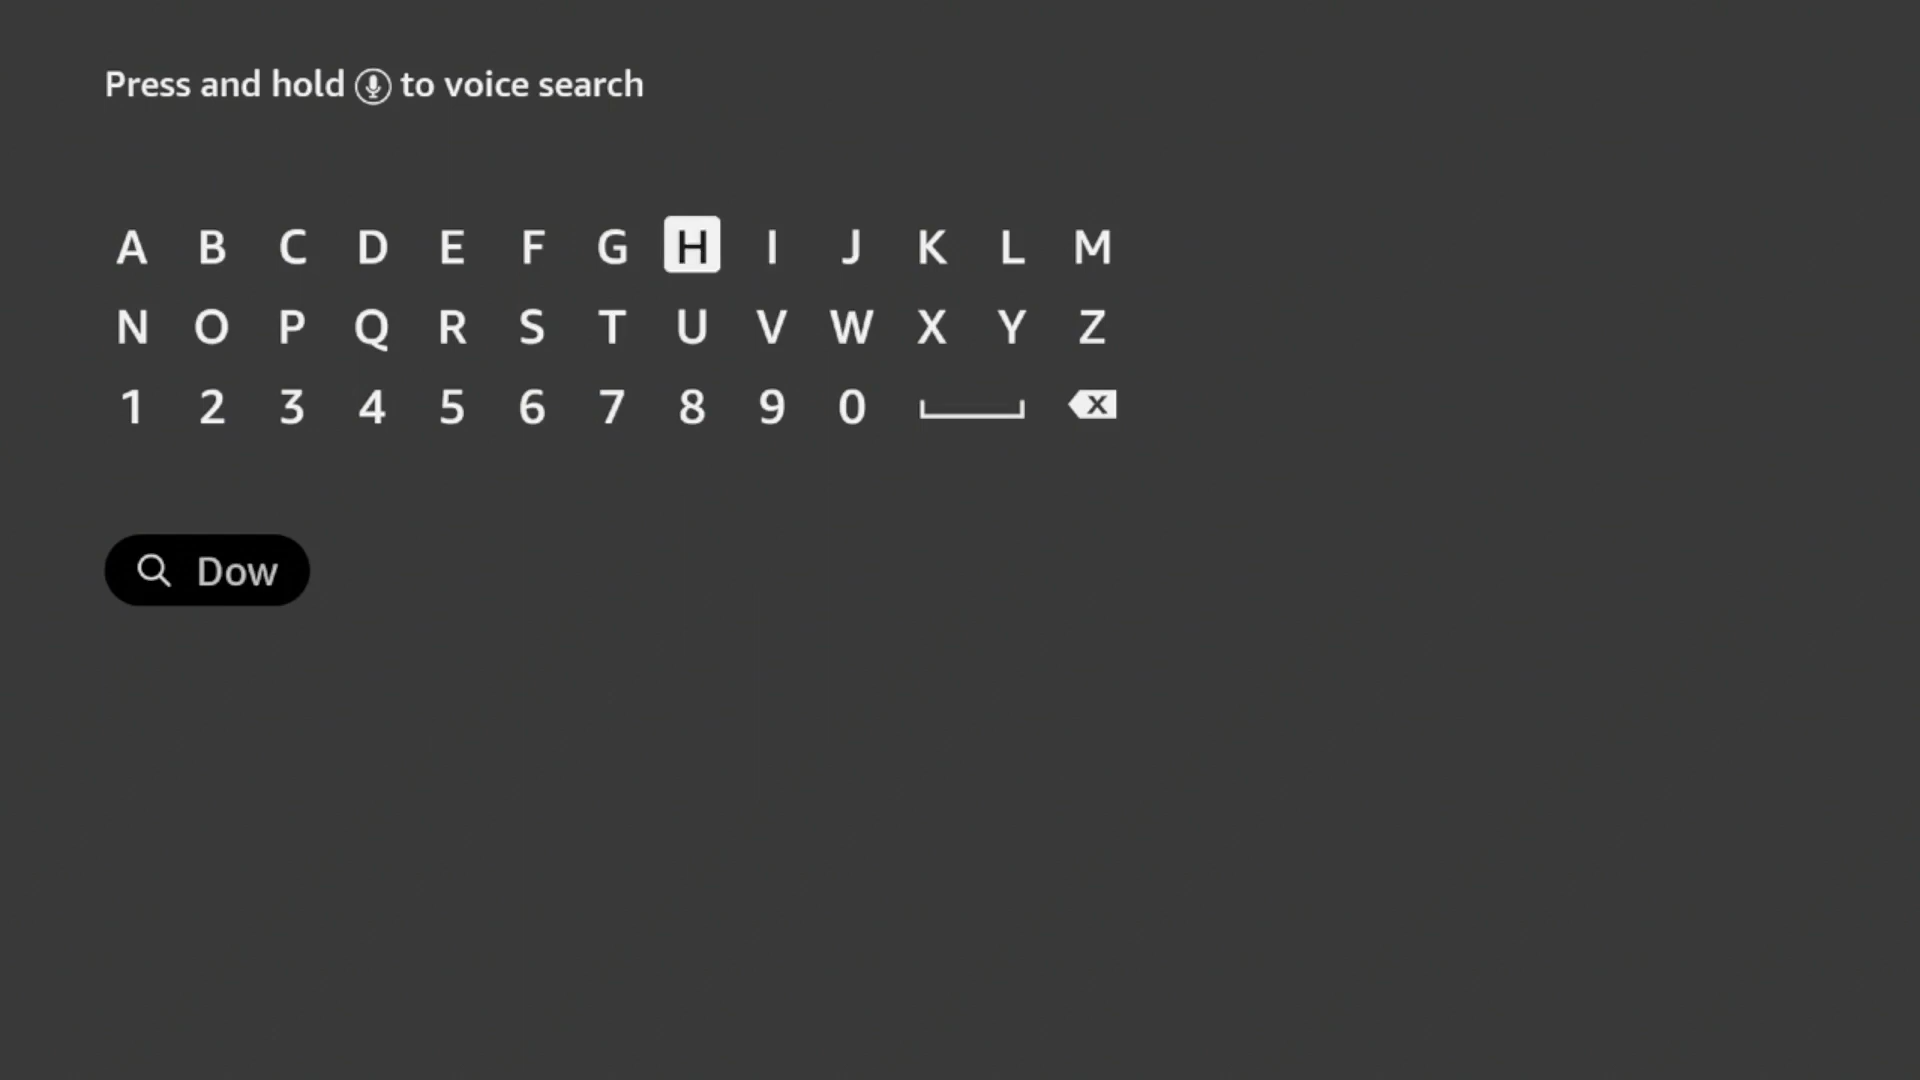 Press and hold to voice search
A B C D E F G H I J K L M
N O P Q R S T U V W X Y Z
1 2 3 4 5 6 7 8 9 0
Dow